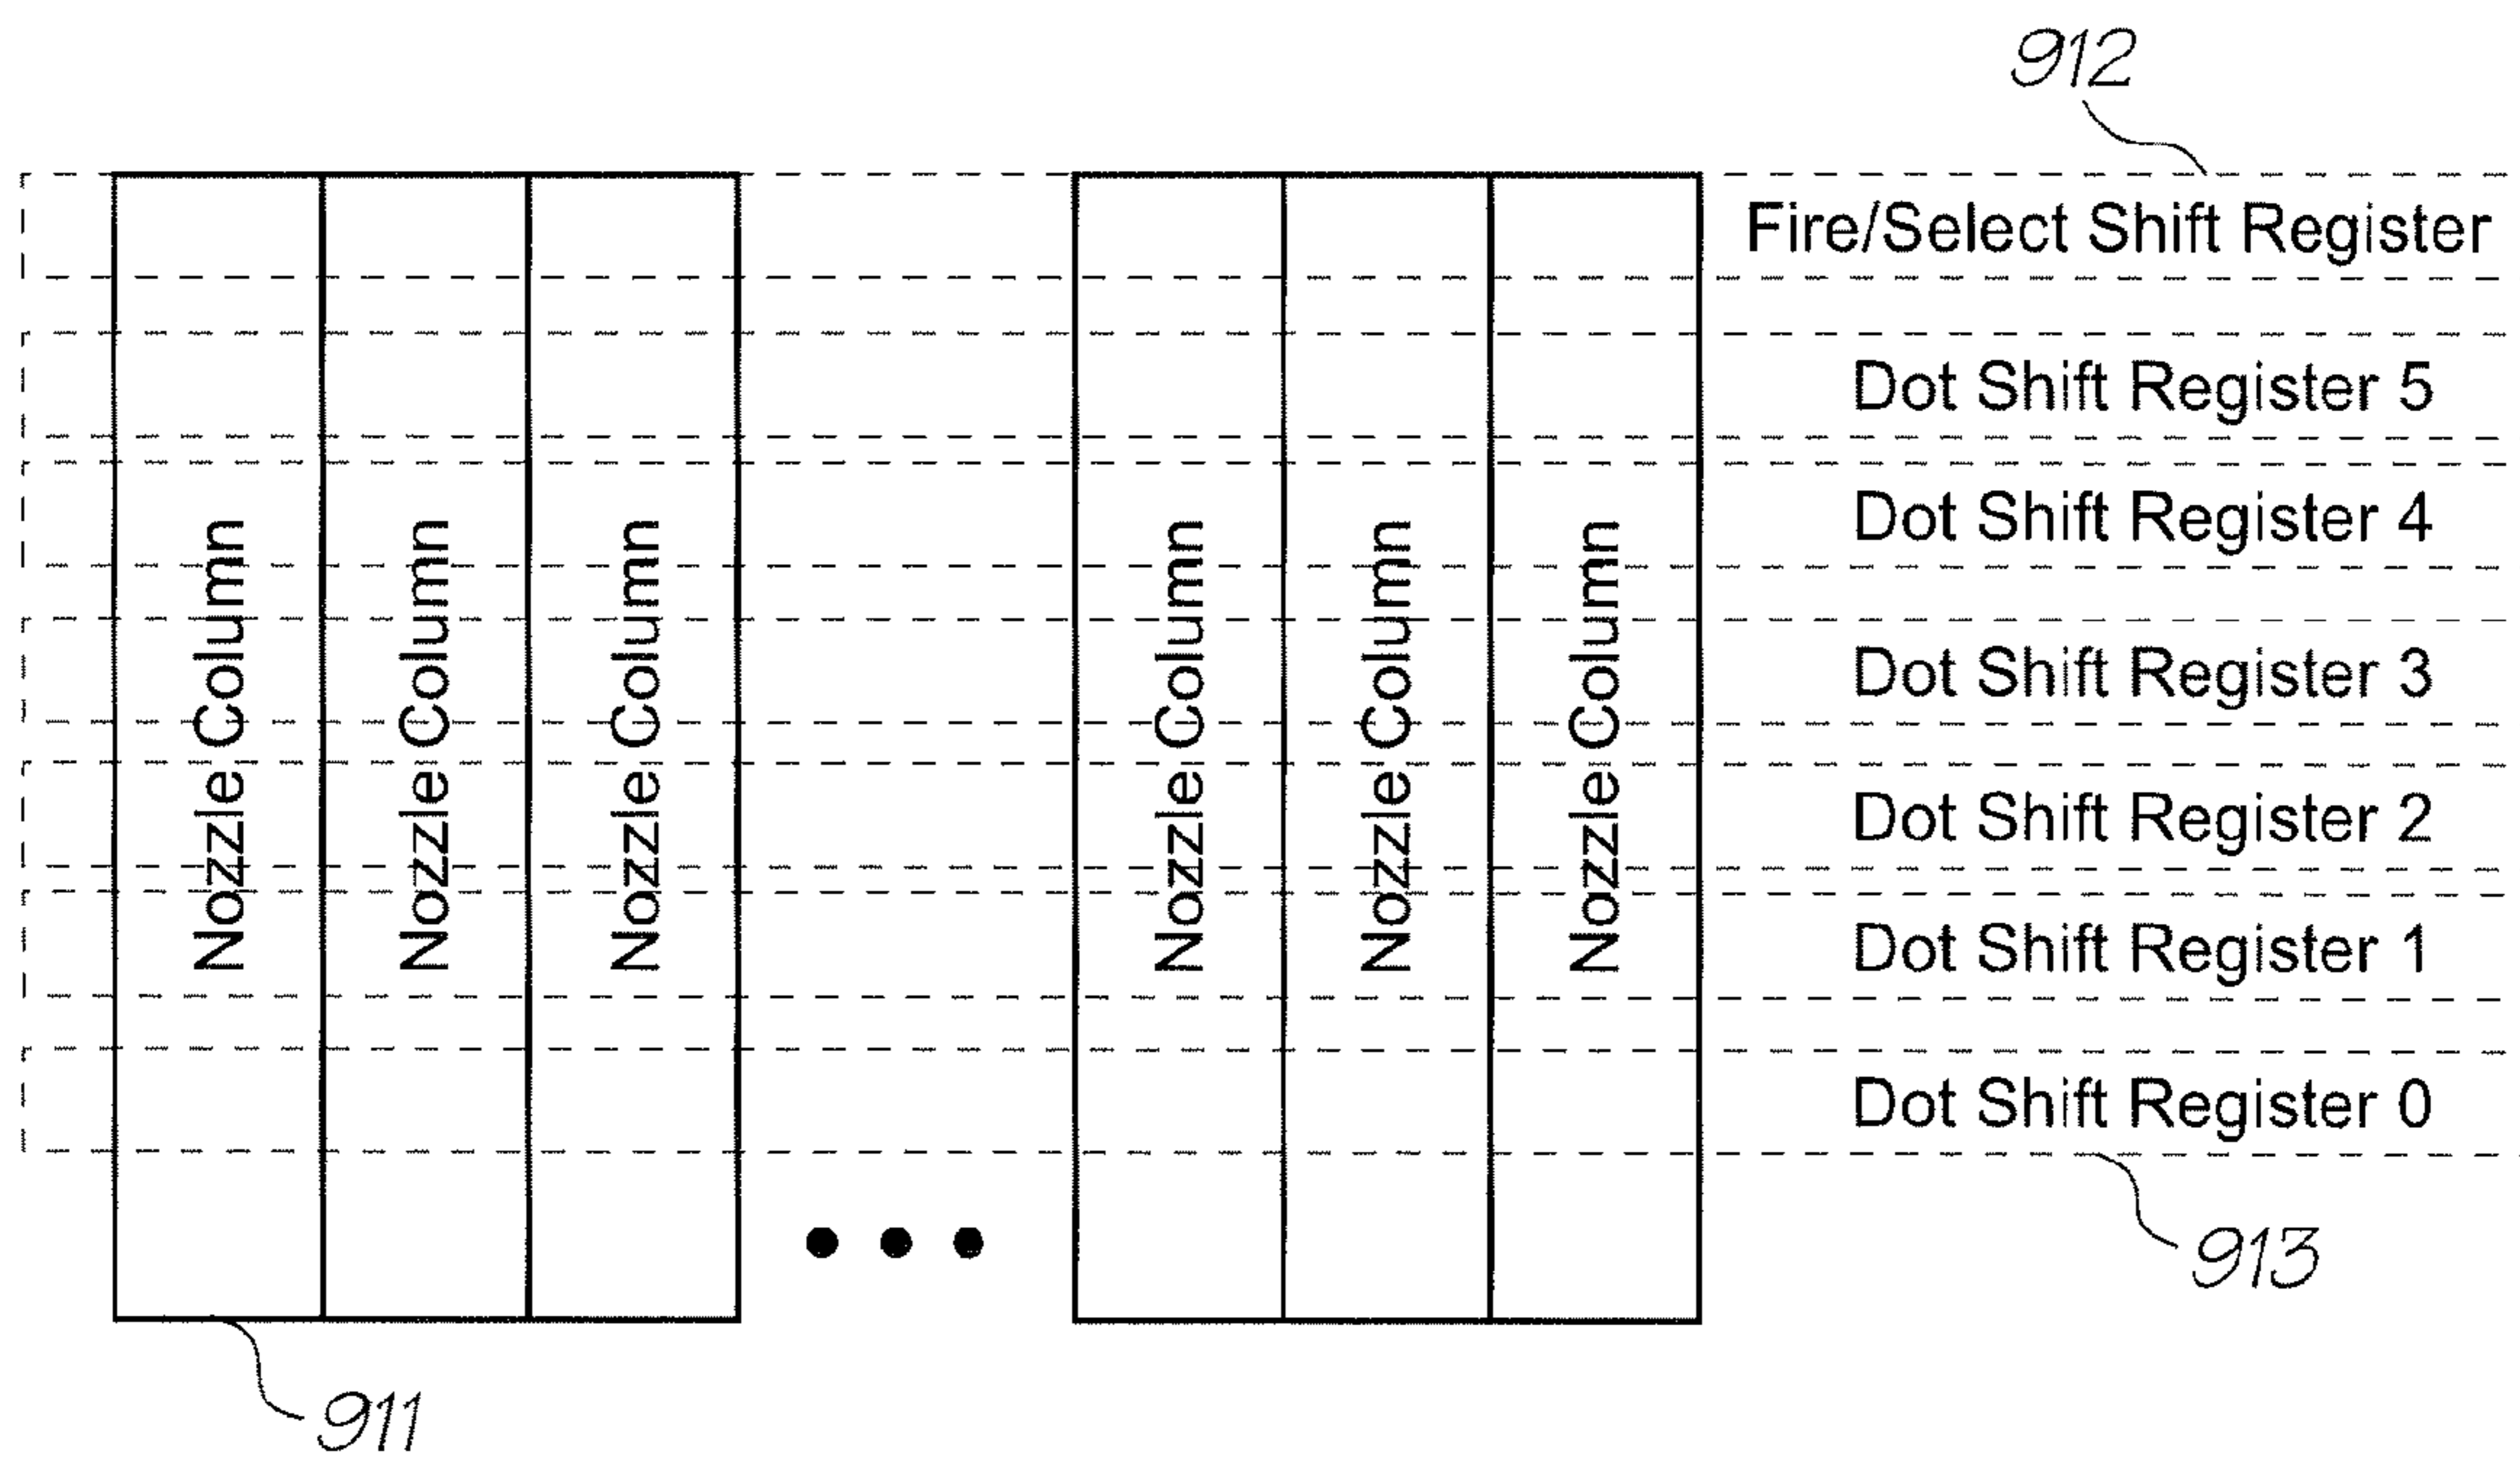 912
Fire/Select Shift Register
Dot Shift Register 5
Dot Shift Register 4
Dot Shift Register 3
Dot Shift Register 2
Dot Shift Register 1
Dot Shift Register 0
Nozzle Column
Nozzle Column
Nozzle Column
Nozzle Column
Nozzle Column
Nozzle Column
913
911